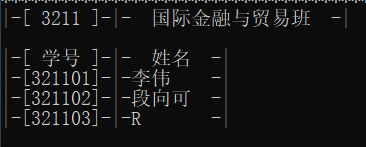 |-[ 3211 ]-|-  国际金融与贸易班  -|
|-[ 学号 ]-|-  姓名  -|
|-[321101]-|-李伟    -|
|-[321102]-|-段向可  -|
|-[321103]-|-R       -|